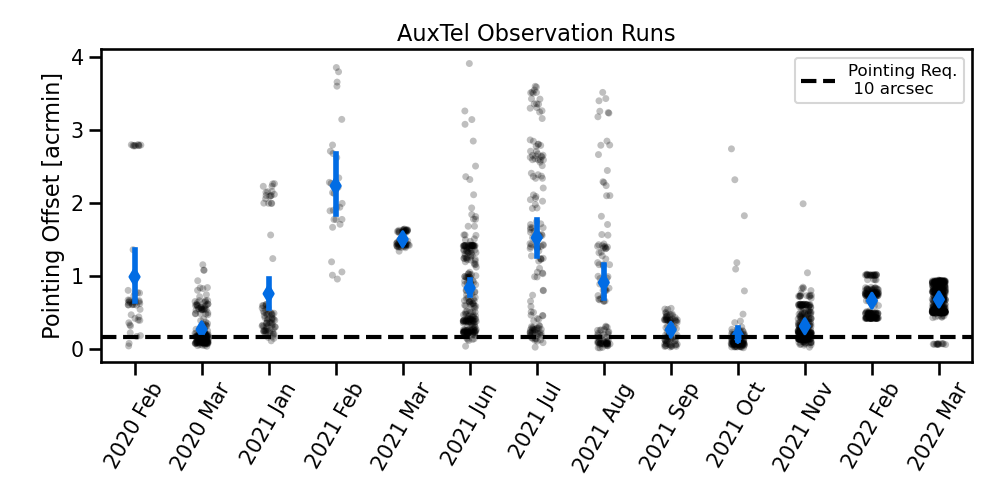 AuxTel Observation Runs
Pointing Offset [acrmin]
4
3
2
1
0
Pointing Req.
10 arcsec
2020 Feb
2020 Mar
2021 Jan
2021 Feb
2021 Mar
2021 Jun
2021 Jul
2021 Aug
2021 Sep
2021 Oct
2021 Nov
2022 Feb
2022 Mar